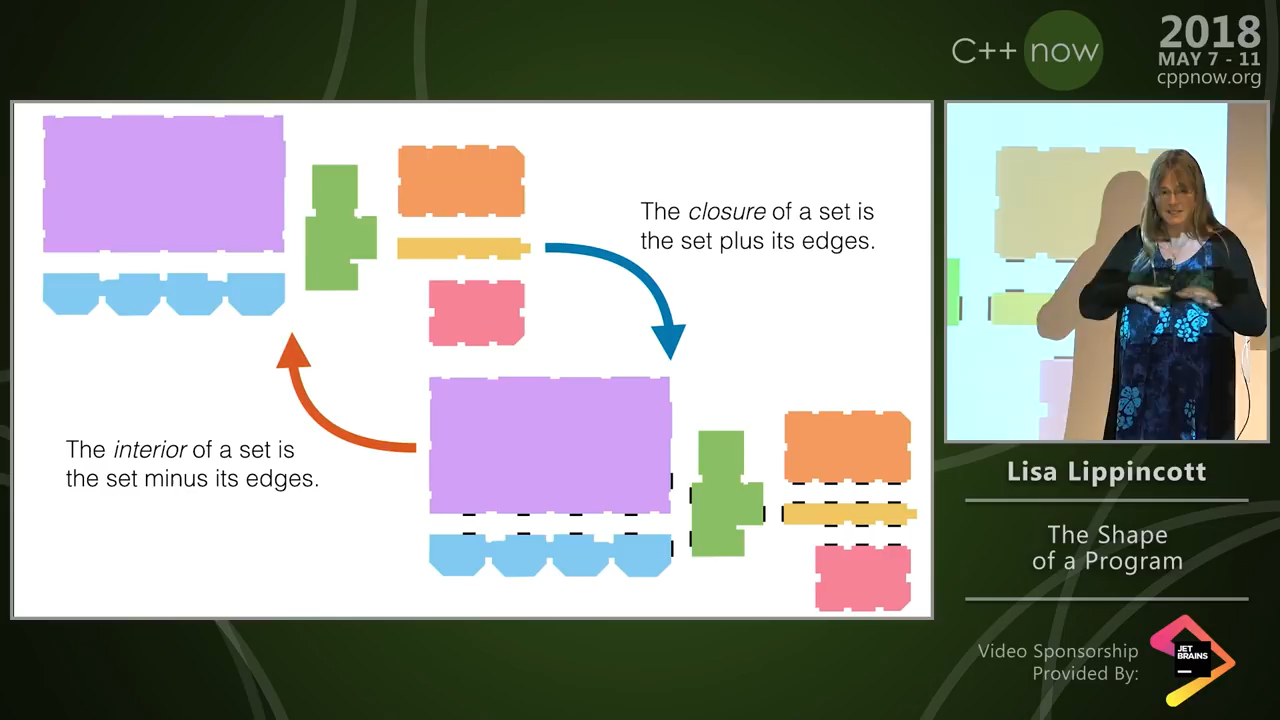 C++ now
2018
MAY 7 - 11
cppnow.org
The closure of a set is
the set plus its edges.
The interior of a set is
the set minus its edges.
Lisa Lippincott
The Shape
of a Program
Video Sponsorship
Provided By:
JET
BRAINS